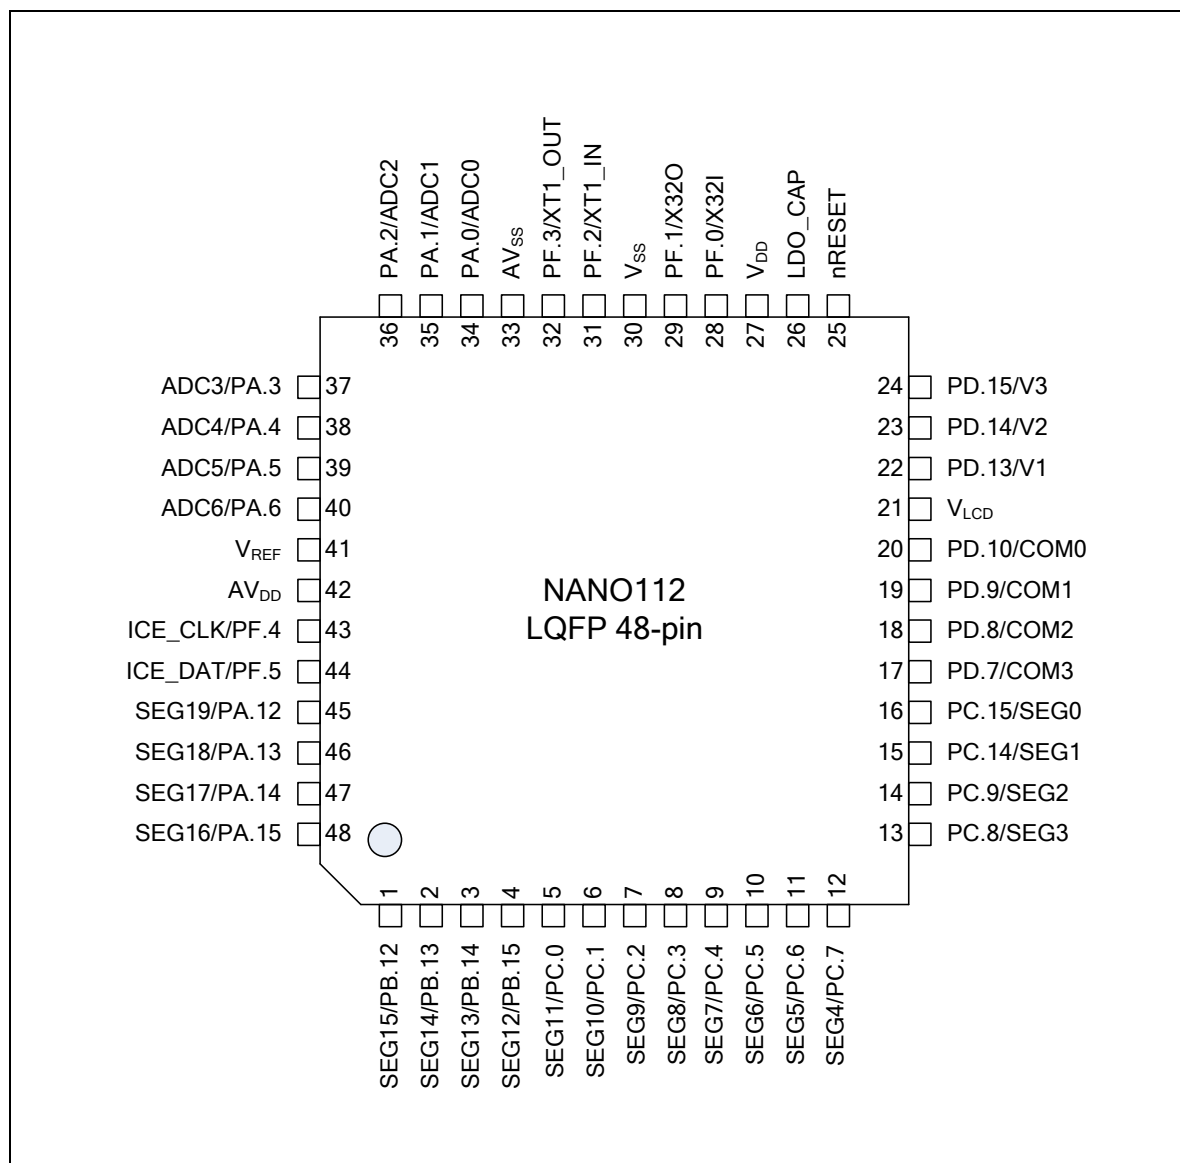 PA.2/ADC2
PA.1/ADC1
PA.0/ADC0
AVSS
PF.3/XT1_OUT
PF.2/XT1_IN
VSS
PF.1/X32O
PF.0/X32I
VDD
LDO_CAP
nRESET
36
35
34
33
32
31
30
29
28
27
26
25
ADC3/PA.3 37
ADC4/PA.4 38
ADC5/PA.5 39
ADC6/PA.6 40
VREF 41
AVDD 42
ICE_CLK/PF.4 43
ICE_DAT/PF.5 44
SEG19/PA.12 45
SEG18/PA.13 46
SEG17/PA.14 47
SEG16/PA.15 48
NANO112
LQFP 48-pin
24 PD.15/V3
23 PD.14/V2
22 PD.13/V1
21 VLCD
20 PD.10/COM0
19 PD.9/COM1
18 PD.8/COM2
17 PD.7/COM3
16 PC.15/SEG0
15 PC.14/SEG1
14 PC.9/SEG2
13 PC.8/SEG3
1
2
3
4
5
6
7
8
9
10
11
12
SEG15/PB.12
SEG14/PB.13
SEG13/PB.14
SEG12/PB.15
SEG11/PC.0
SEG10/PC.1
SEG9/PC.2
SEG8/PC.3
SEG7/PC.4
SEG6/PC.5
SEG5/PC.6
SEG4/PC.7